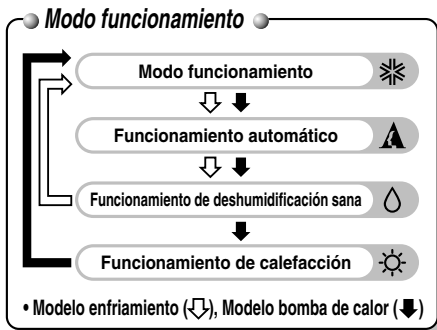 Modo funcionamiento
Modo funcionamiento
Funcionamiento automático
Funcionamiento de deshumidificación sana
Funcionamiento de calefacción
• Modelo enfriamiento (⇩), Modelo bomba de calor (⬇)